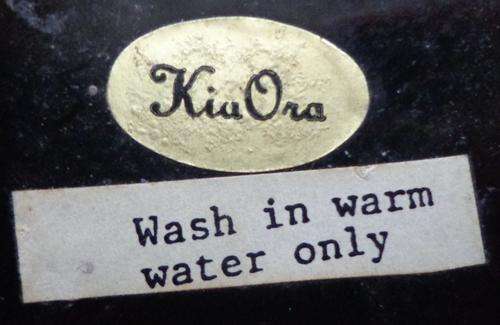 KiaOra
Wash in warm
water only